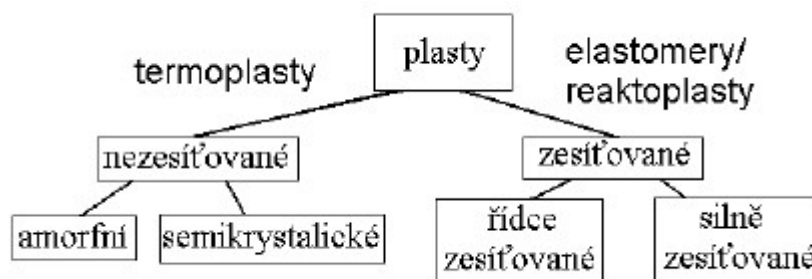 plasty
termoplasty
elastomery/
reaktoplasty
nezesíťované
zesíťované
amorfní
semikrystalické
řídce
zesíťované
silně
zesíťované